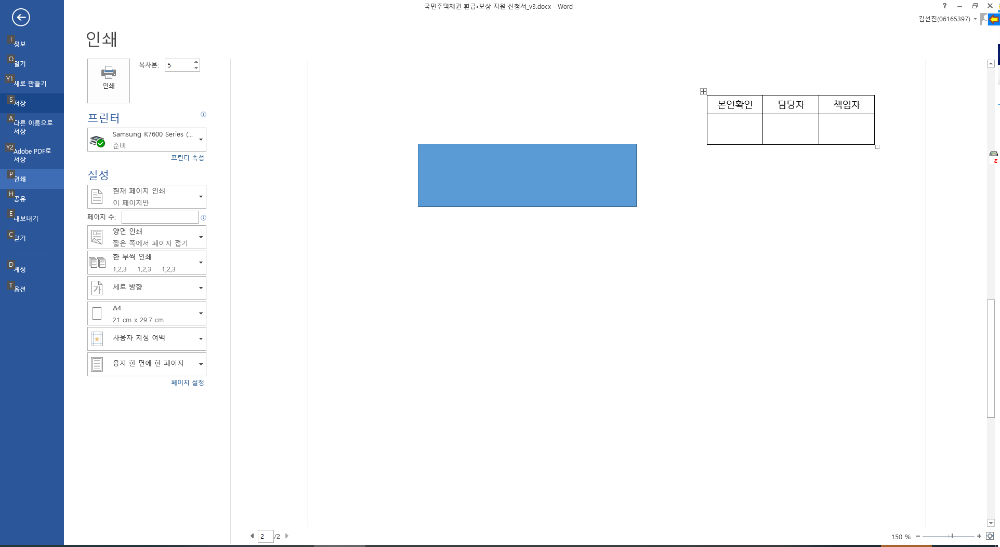 국민주택채권 환급•보상 지원 신청서_v3.docx - Word
?
김선진(06165397)
I
정보
O
열기
Y1
새로 만들기
S
저장
A
다른 이름으로
저장
Y2
Adobe PDF로
저장
P
인쇄
H
공유
E
내보내기
C
닫기
D
계정
T
옵션
인쇄
인쇄
복사본: 5
프린터
Samsung K7600 Series (...
준비
프린터 속성
설정
현재 페이지 인쇄
이 페이지만
페이지 수:
양면 인쇄
짧은 쪽에서 페이지 접기
한 부씩 인쇄
1,2,3 1,2,3 1,2,3
가
세로 방향
A4
21 cm x 29.7 cm
사용자 지정 여백
용지 한 면에 한 페이지
페이지 설정
본인확인 담당자 책임자
z
2 /2
150 %